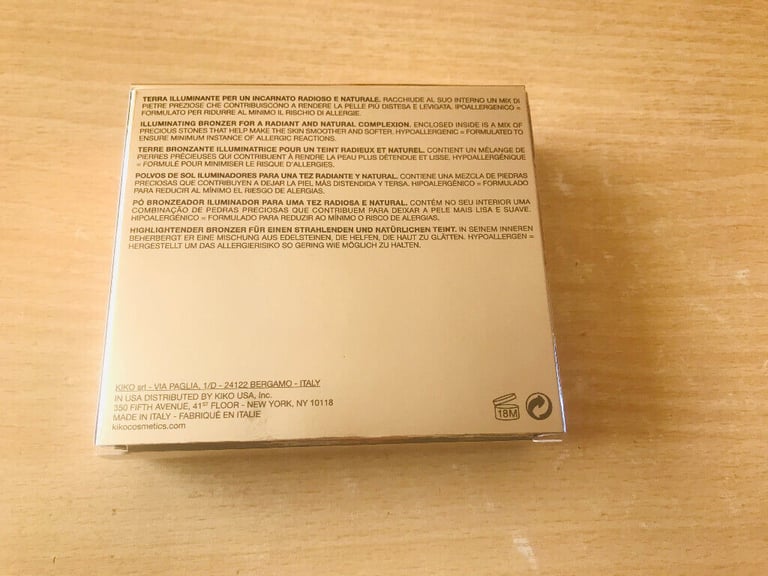 TERRA ILLUMINANTE PER UN INCARNATO RADIOSO E NATURALE. RACCHIUDE AL SUO INTERNO UN MIX DI
PIETRE PREZIOSE CHE CONTRIBUISCONO A RENDERE LA PELLE PIÙ DISTESA E LEVIGATA. IPOALLERGENICO =
FORMULATO PER RIDURRE AL MINIMO IL RISCHIO DI ALLERGIE.
ILLUMINATING BRONZER FOR A RADIANT AND NATURAL COMPLEXION. ENCLOSED INSIDE IS A MIX OF
PRECIOUS STONES THAT HELP MAKE THE SKIN SMOOTHER AND SOFTER. HYPOALLERGENIC = FORMULATED TO
ENSURE MINIMUM INSTANCE OF ALLERGIC REACTIONS.
TERRE BRONZANTE ILLUMINATRICE POUR UN TEINT RADIEUX ET NATUREL. CONTIENT UN MÉLANGE DE
PIERRES PRÉCIEUSES QUI CONTRIBUENT À RENDRE LA PEAU PLUS DÉTENDUE ET LISSE. HYPOALLERGÉNIQUE
= FORMULÉ POUR MINIMISER LE RISQUE D'ALLERGIES.
POLVOS DE SOL ILUMINADORES PARA UNA TEZ RADIANTE Y NATURAL. CONTIENE UNA MEZCLA DE PIEDRAS
PRECIOSAS QUE CONTRIBUYEN A DEJAR LA PIEL MÁS DISTENDIDA Y TERSA. HIPOALERGÉNICO = FORMULADO
PARA REDUCIR AL MÍNIMO EL RIESGO DE ALERGIAS.
PÓ BRONZEADOR ILUMINADOR PARA UMA TEZ RADIOSA E NATURAL. CONTÉM NO SEU INTERIOR UMA
COMBINAÇÃO DE PEDRAS PRECIOSAS QUE CONTRIBUEM PARA DEIXAR A PELE MAIS LISA E SUAVE.
HIPOALERGÉNICO = FORMULADO PARA REDUZIR AO MÍNIMO O RISCO DE ALERGIAS.
HIGHLIGHTENDER BRONZER FÜR EINEN STRAHLENDEN UND NATÜRLICHEN TEINT. IN SEINEM INNEREN
BEHERBERGT ER EINE MISCHUNG AUS EDELSTEINEN, DIE HELFEN, DIE HAUT ZU GLÄTTEN. HYPOALLERGEN =
HERGESTELLT UM DAS ALLERGIERISIKO SO GERING WIE MÖGLICH ZU HALTEN.
KIKO srl - VIA PAGLIA, 1/D - 24122 BERGAMO - ITALY
IN USA DISTRIBUTED BY KIKO USA, Inc.
350 FIFTH AVENUE, 41ST FLOOR - NEW YORK, NY 10118
MADE IN ITALY - FABRIQUÉ EN ITALIE
kikocosmetics.com
18M